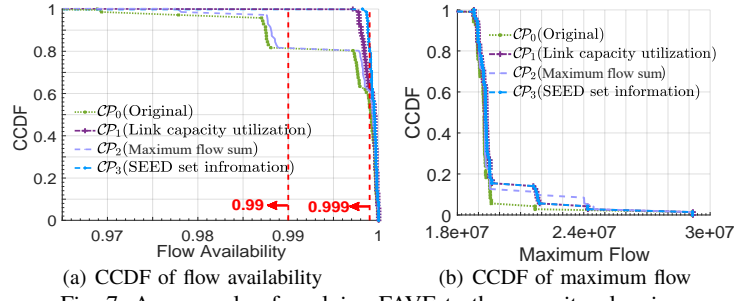 1
0.8
0.6
0.4
0.2
0
CCDF
CP0(Original)
CP1(Link capacity utilization)
CP2(Maximum flow sum)
CP3(SEED set infromation)
0.99
0.999
0.97
0.98
0.99
1
Flow Availability
(a) CCDF of flow availability
1
0.8
0.6
0.4
0.2
0
CCDF
CP0(Original)
CP1(Link capacity utilization)
CP2(Maximum flow sum)
CP3(SEED set information)
1.8e+07
2.4e+07
3e+07
Maximum Flow
(b) CCDF of maximum flow